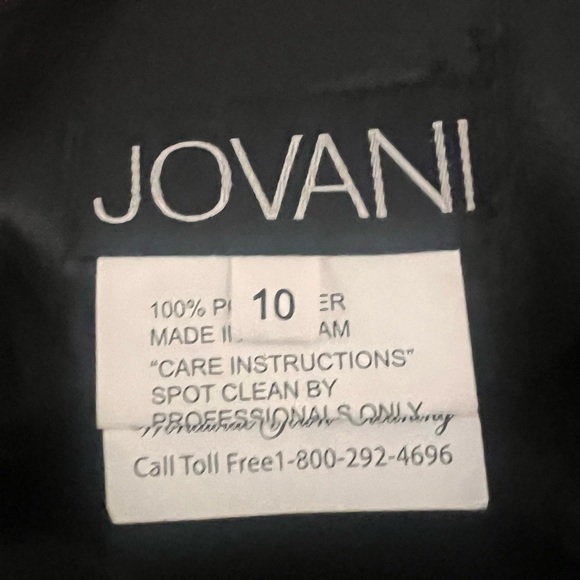 JOVANI
10
100% P ER
MADE I AM
"CARE INSTRUCTIONS"
SPOT CLEAN BY
PROFESSIONALS ONLY
Call Toll Free1-800-292-4696